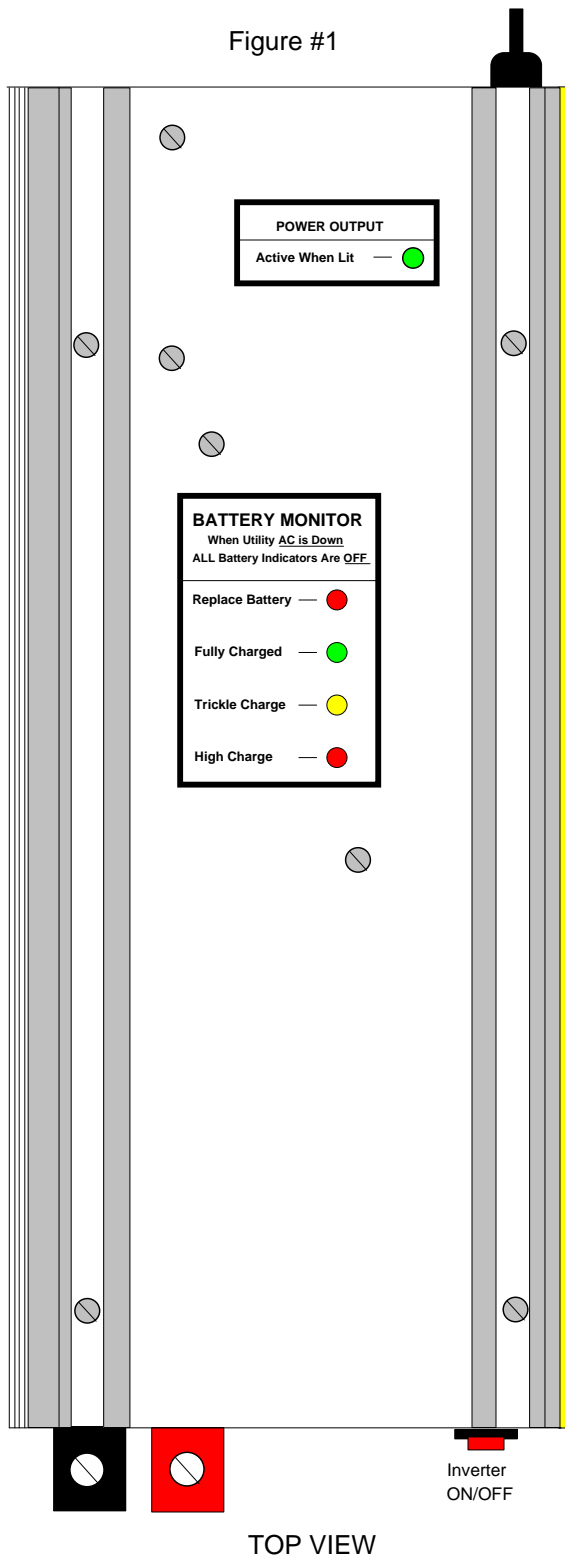 Figure #1
POWER OUTPUT
Active When Lit
BATTERY MONITOR
When Utility AC is Down
ALL Battery Indicators Are OFF
Replace Battery
Fully Charged
Trickle Charge
High Charge
Inverter
ON/OFF
TOP VIEW